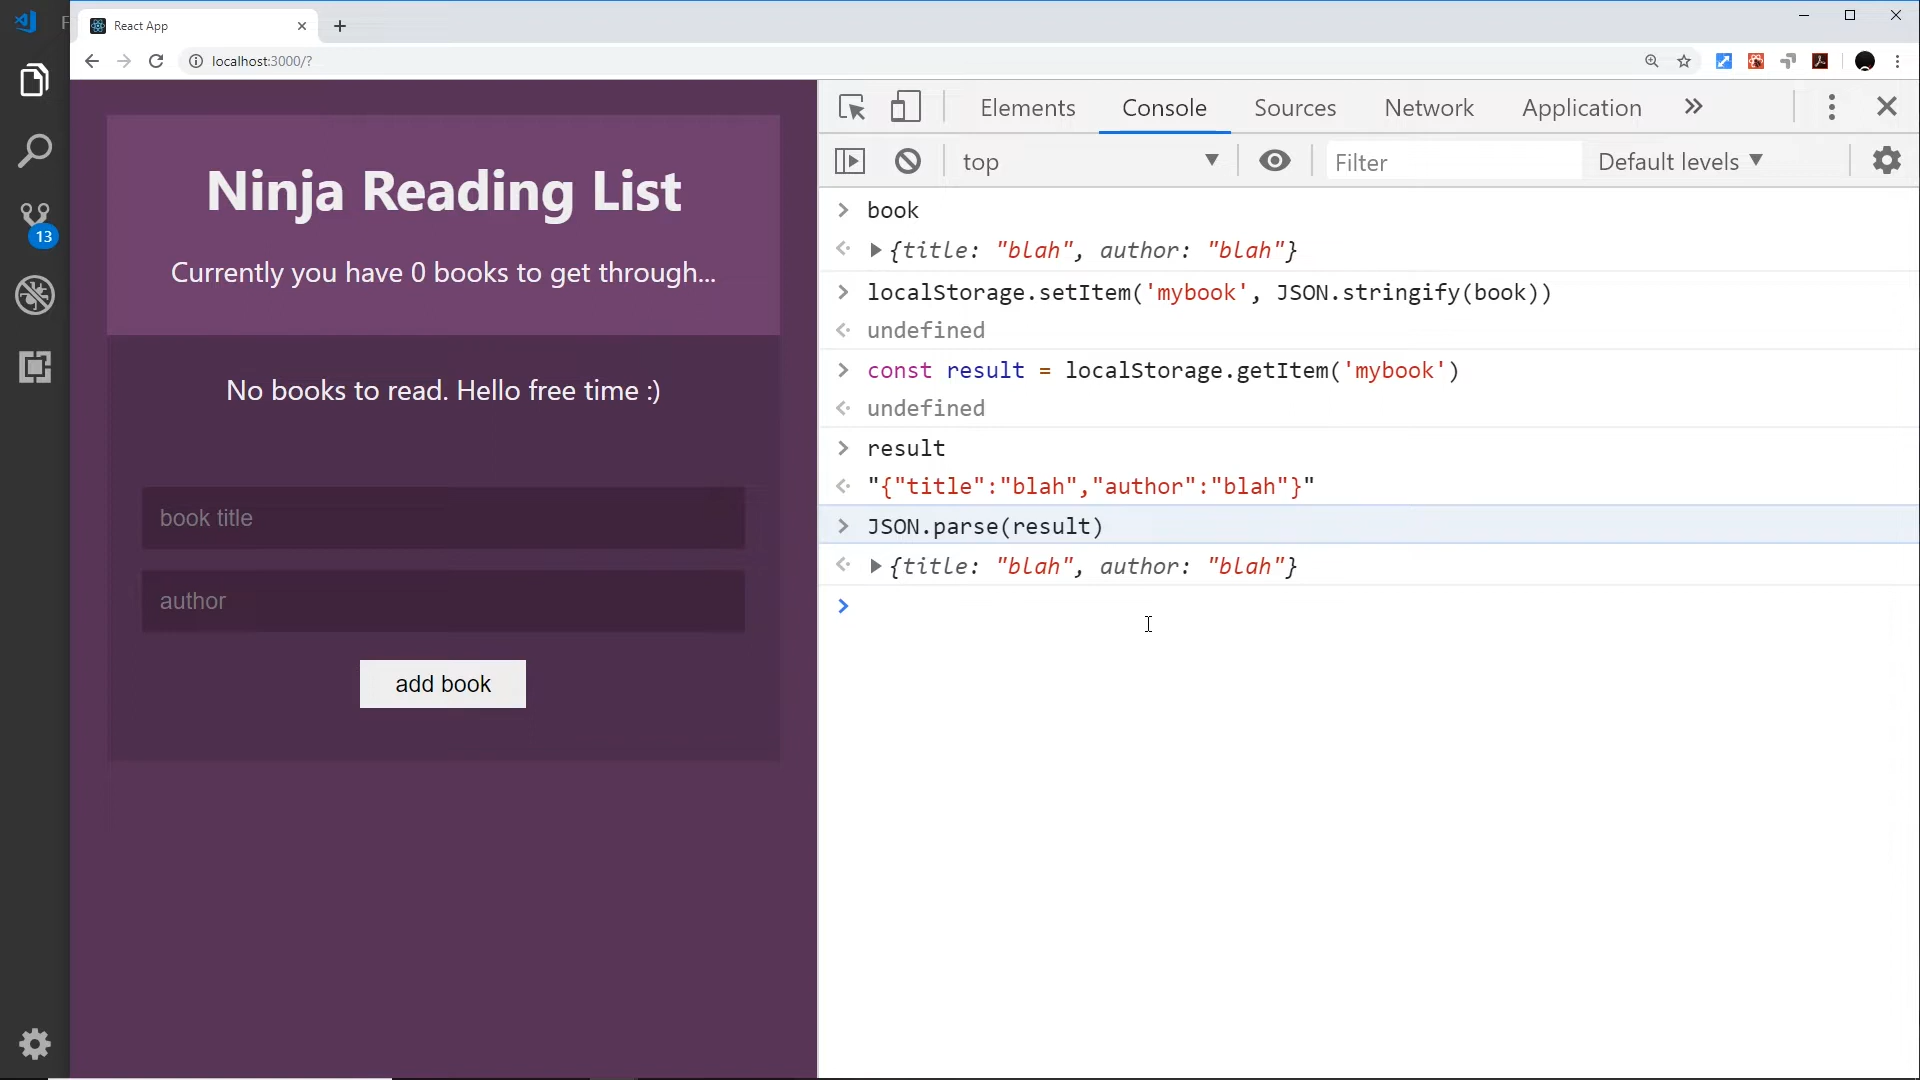 F
React App
localhost:3000/?
13
Ninja Reading List
Currently you have 0 books to get through...
No books to read. Hello free time :)
book title
author
add book
Elements Console Sources Network Application
top Filter Default levels
book
{title: "blah", author: "blah"}
localStorage.setItem('mybook', JSON.stringify(book))
undefined
const result = localStorage.getItem('mybook')
undefined
result
"{"title":"blah","author":"blah"}"
JSON.parse(result)
{title: "blah", author: "blah"}